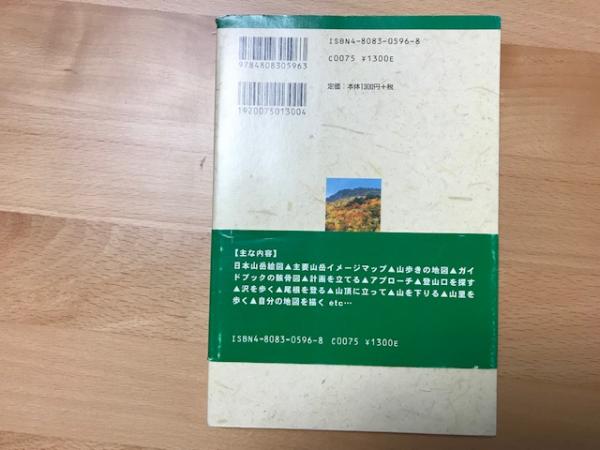 ISBN4-8083-0596-8
C0075 ¥1300E
定価：本体1300円+税
9784808305963
1920075013004
【主な内容】
日本山岳絵図▲主要山岳イメージマップ▲山歩きの地図▲ガイ
ドブックの骸骨図▲計画を立てる▲アプローチ▲登山口を探す
▲沢を歩く▲尾根を登る▲山頂に立って▲山を下りる▲山里を
歩く▲自分の地図を描く etc…
ISBN4-8083-0596-8 C0075 ¥1300E